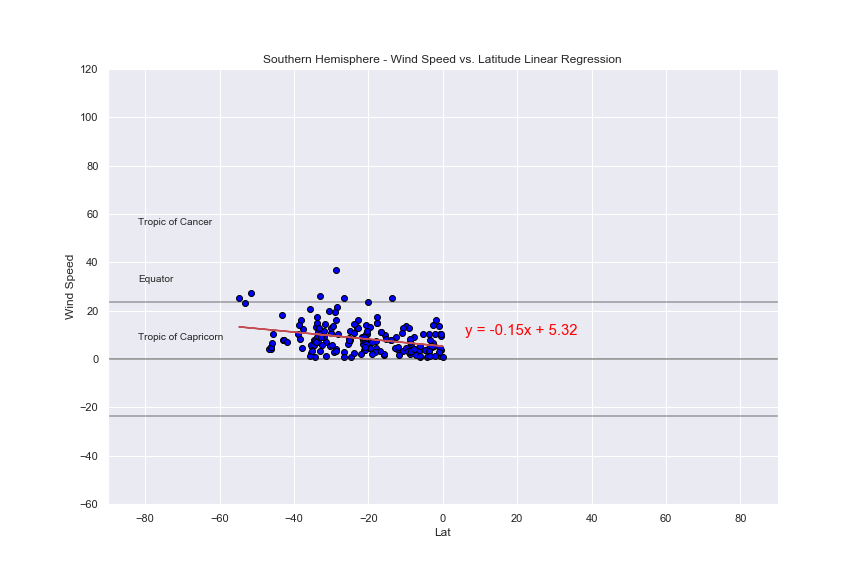 Southern Hemisphere - Wind Speed vs. Latitude Linear Regression
120
100
80
60
40
20
0
−20
−40
−60
Wind Speed
Tropic of Cancer
Equator
Tropic of Capricorn
y = -0.15x + 5.32
−80 −60 −40 −20 0 20 40 60 80
Lat